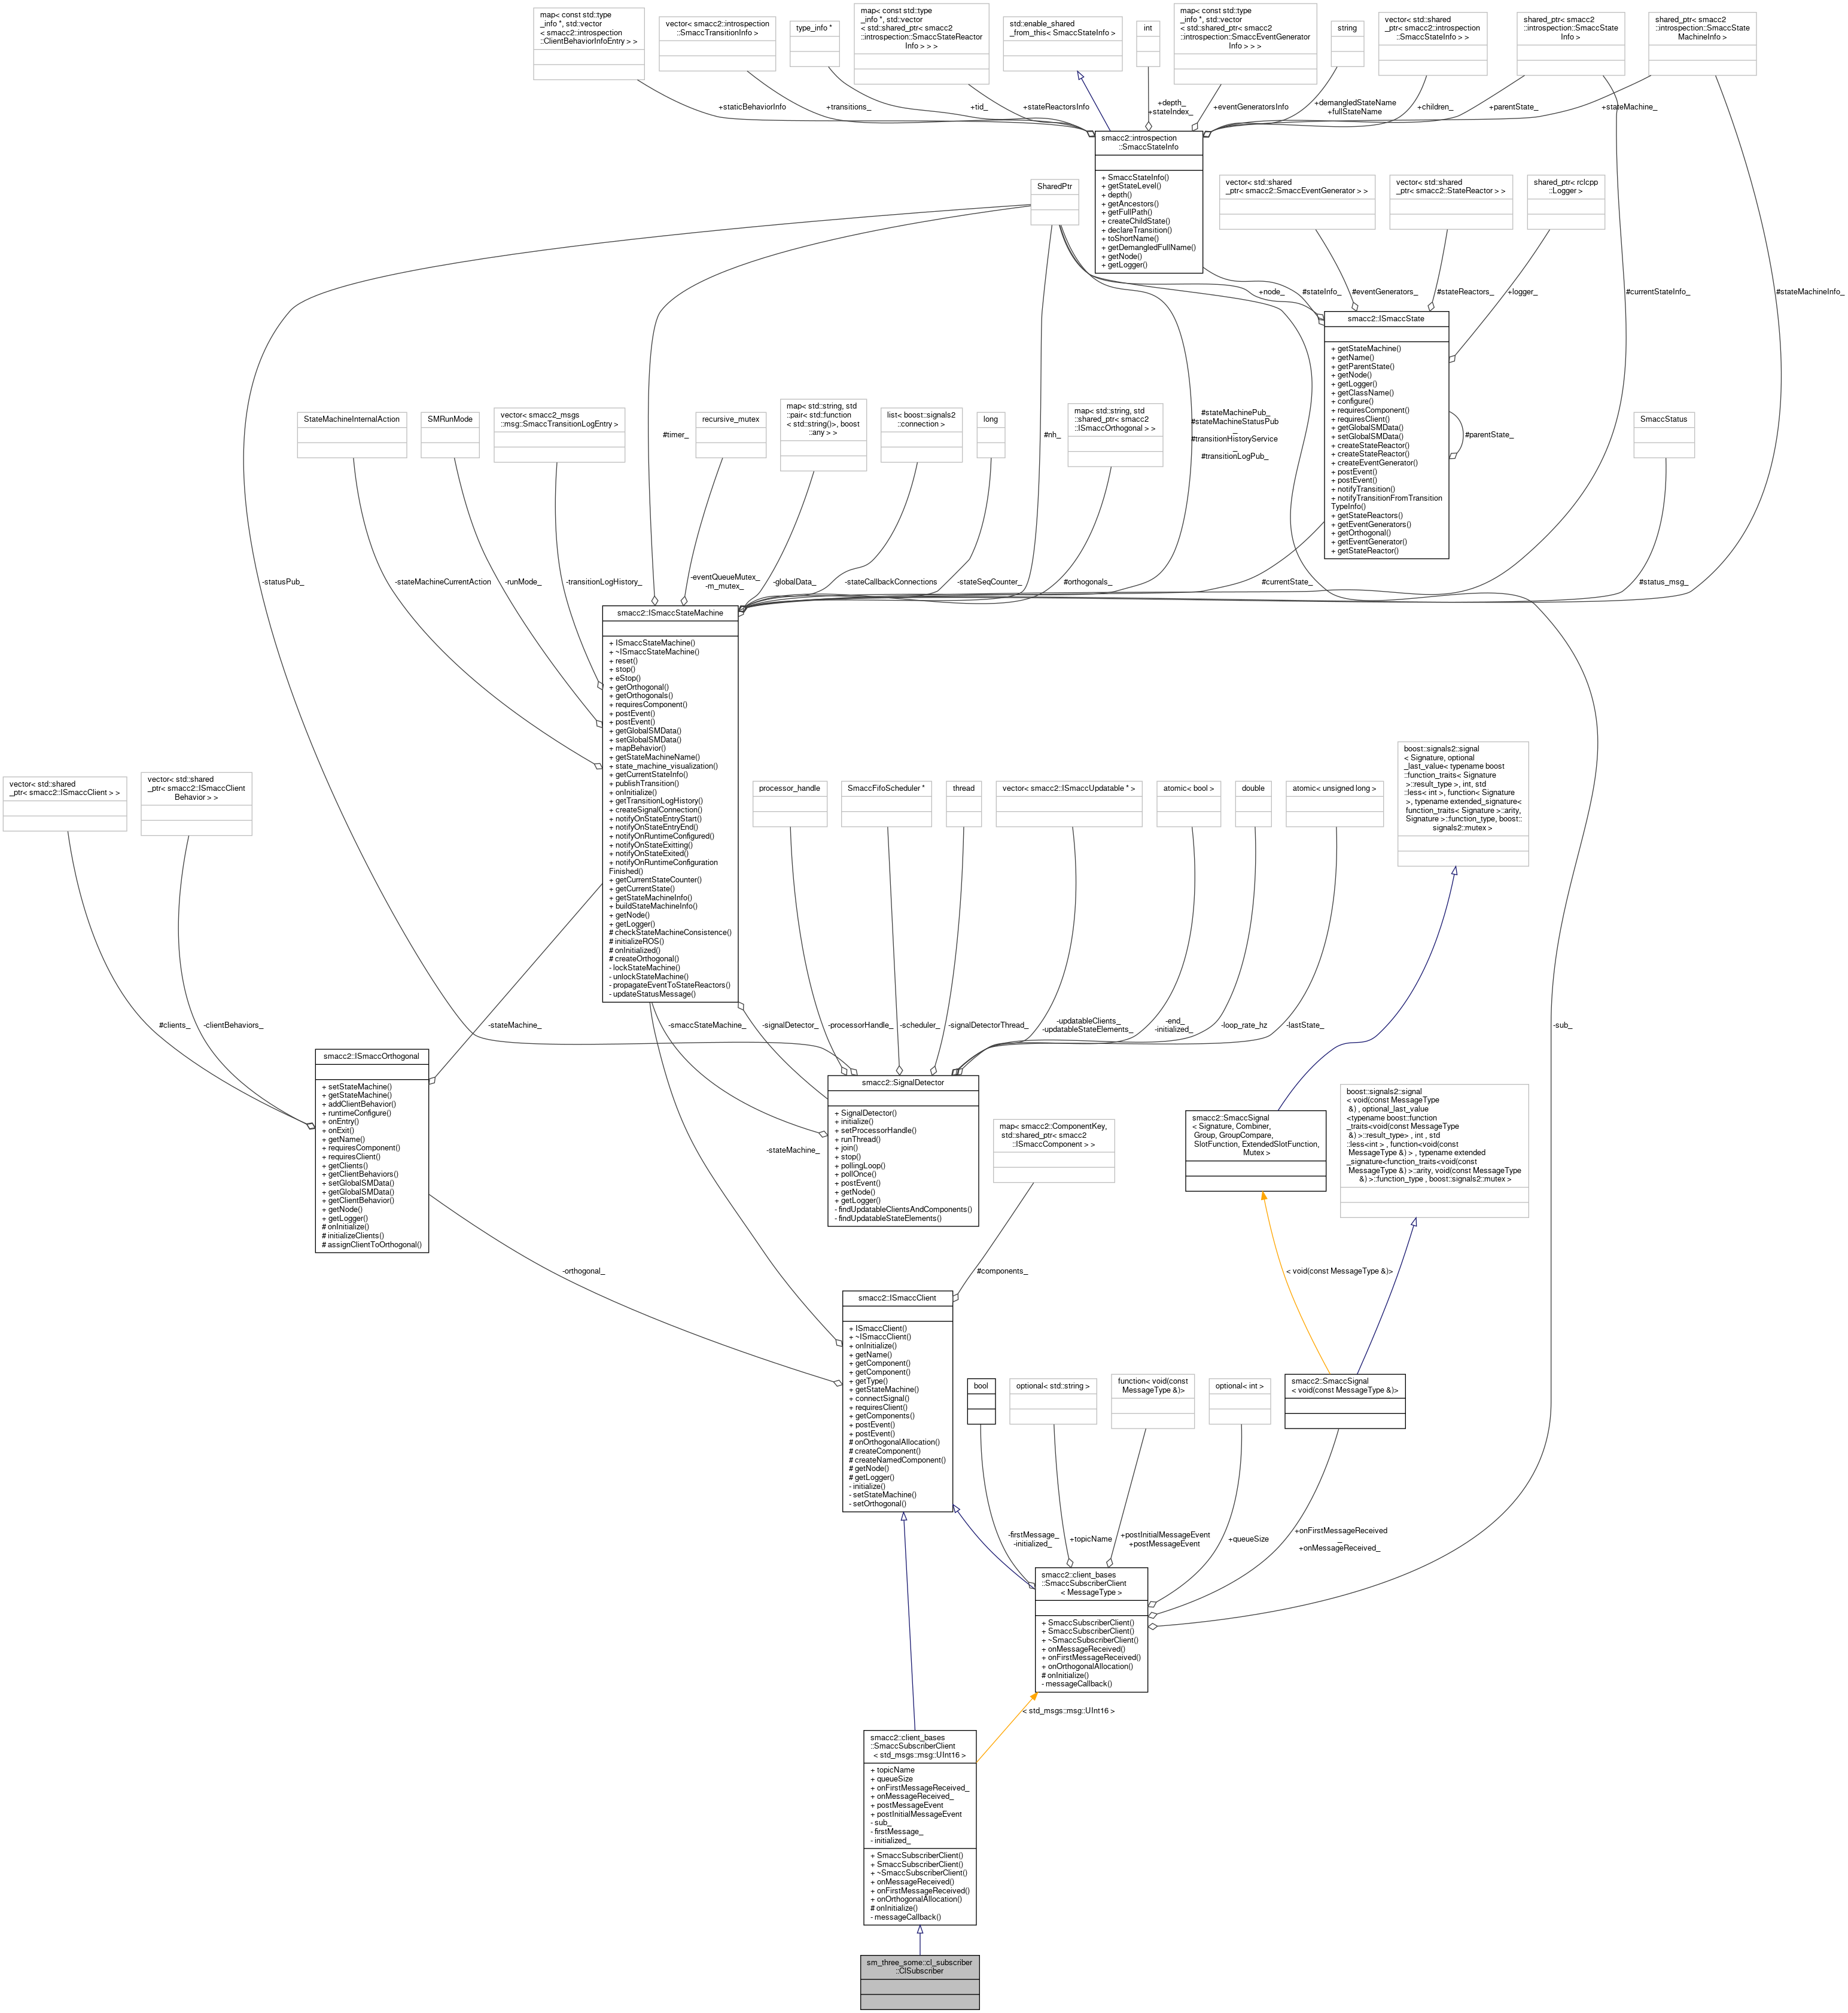 map< const std::type
_info *, std::vector
< smacc2::introspection
::ClientBehaviorInfoEntry > >
vector< smacc2::introspection
::SmaccTransitionInfo >
type_info *
map< const std::type
_info *, std::vector
< std::shared_ptr< smacc2
::introspection::SmaccStateReactor
Info > > >
std::enable_shared
_from_this< SmaccStateInfo >
int
map< const std::type
_info *, std::vector
< std::shared_ptr< smacc2
::introspection::SmaccEventGenerator
Info > > >
string
vector< std::shared
_ptr< smacc2::introspection
::SmaccStateInfo > >
shared_ptr< smacc2
::introspection::SmaccState
Info >
shared_ptr< smacc2
::introspection::SmaccState
MachineInfo >
+staticBehaviorInfo
+transitions_
+tid_
+stateReactorsInfo
+depth_
+stateIndex_
+eventGeneratorsInfo
+demangledStateName
+fullStateName
+children_
+parentState_
+stateMachine_
smacc2::introspection
::SmaccStateInfo
+ SmaccStateInfo()
+ getStateLevel()
+ depth()
+ getAncestors()
+ getFullPath()
+ createChildState()
+ declareTransition()
+ toShortName()
+ getDemangledFullName()
+ getNode()
+ getLogger()
SharedPtr
vector< std::shared
_ptr< smacc2::SmaccEventGenerator > >
vector< std::shared
_ptr< smacc2::StateReactor > >
shared_ptr< rclcpp
::Logger >
+node_
#stateInfo_
#eventGenerators_
#stateReactors_
+logger_
#currentStateInfo_
#stateMachineInfo_
smacc2::ISmaccState
+ getStateMachine()
+ getName()
+ getParentState()
+ getNode()
+ getLogger()
+ getClassName()
+ configure()
+ requiresComponent()
+ requiresClient()
+ getGlobalSMData()
+ setGlobalSMData()
+ createStateReactor()
+ createStateReactor()
+ createEventGenerator()
+ postEvent()
+ postEvent()
+ notifyTransition()
+ notifyTransitionFromTransition
TypeInfo()
+ getStateReactors()
+ getEventGenerators()
+ getOrthogonal()
+ getEventGenerator()
+ getStateReactor()
#parentState_
StateMachineInternalAction
SMRunMode
vector< smacc2_msgs
::msg::SmaccTransitionLogEntry >
#timer_
recursive_mutex
map< std::string, std
::pair< std::function
< std::string()>, boost
::any > >
list< boost::signals2
::connection >
long
#nh_
map< std::string, std
::shared_ptr< smacc2
::ISmaccOrthogonal > >
#stateMachinePub_
#stateMachineStatusPub
_
#transitionHistoryService
_
#transitionLogPub_
SmaccStatus
-statusPub_
-stateMachineCurrentAction
-runMode_
-transitionLogHistory_
-eventQueueMutex_
-m_mutex_
-globalData_
-stateCallbackConnections
-stateSeqCounter_
#orthogonals_
#currentState_
#status_msg_
smacc2::ISmaccStateMachine
+ ISmaccStateMachine()
+ ~ISmaccStateMachine()
+ reset()
+ stop()
+ eStop()
+ getOrthogonal()
+ getOrthogonals()
+ requiresComponent()
+ postEvent()
+ postEvent()
+ getGlobalSMData()
+ setGlobalSMData()
+ mapBehavior()
+ getStateMachineName()
+ state_machine_visualization()
+ getCurrentStateInfo()
+ publishTransition()
+ onInitialize()
+ getTransitionLogHistory()
+ createSignalConnection()
+ notifyOnStateEntryStart()
+ notifyOnStateEntryEnd()
+ notifyOnRuntimeConfigured()
+ notifyOnStateExitting()
+ notifyOnStateExited()
+ notifyOnRuntimeConfiguration
Finished()
+ getCurrentStateCounter()
+ getCurrentState()
+ getStateMachineInfo()
+ buildStateMachineInfo()
+ getNode()
+ getLogger()
# checkStateMachineConsistence()
# initializeROS()
# onInitialized()
# createOrthogonal()
- lockStateMachine()
- unlockStateMachine()
- propagateEventToStateReactors()
- updateStatusMessage()
vector< std::shared
_ptr< smacc2::ISmaccClient > >
vector< std::shared
_ptr< smacc2::ISmaccClient
Behavior > >
processor_handle
SmaccFifoScheduler *
thread
vector< smacc2::ISmaccUpdatable * >
atomic< bool >
double
atomic< unsigned long >
boost::signals2::signal
< Signature, optional
_last_value< typename boost
::function_traits< Signature
>::result_type >, int, std
::less< int >, function< Signature
>, typename extended_signature<
function_traits< Signature >::arity,
Signature >::function_type, boost::
signals2::mutex >
#clients_
-clientBehaviors_
-stateMachine_
-smaccStateMachine_
-signalDetector_
-processorHandle_
-scheduler_
-signalDetectorThread_
-updatableClients_
-updatableStateElements_
-end_
-initialized_
-loop_rate_hz
-lastState_
-sub_
smacc2::ISmaccOrthogonal
+ setStateMachine()
+ getStateMachine()
+ addClientBehavior()
+ runtimeConfigure()
+ onEntry()
+ onExit()
+ getName()
+ requiresComponent()
+ requiresClient()
+ getClients()
+ getClientBehaviors()
+ setGlobalSMData()
+ getGlobalSMData()
+ getClientBehavior()
+ getNode()
+ getLogger()
# onInitialize()
# initializeClients()
# assignClientToOrthogonal()
smacc2::SignalDetector
+ SignalDetector()
+ initialize()
+ setProcessorHandle()
+ runThread()
+ join()
+ stop()
+ pollingLoop()
+ pollOnce()
+ postEvent()
+ getNode()
+ getLogger()
- findUpdatableClientsAndComponents()
- findUpdatableStateElements()
-stateMachine_
map< smacc2::ComponentKey,
std::shared_ptr< smacc2
::ISmaccComponent > >
smacc2::SmaccSignal
< Signature, Combiner,
Group, GroupCompare,
SlotFunction, ExtendedSlotFunction,
Mutex >
boost::signals2::signal
< void(const MessageType
&) , optional_last_value
<typename boost::function
_traits<void(const MessageType
&) >::result_type> , int , std
::less<int > , function<void(const
MessageType &) > , typename extended
_signature<function_traits<void(const
MessageType &) >::arity, void(const MessageType
&) >::function_type , boost::signals2::mutex >
-orthogonal_
#components_
< void(const MessageType &)>
smacc2::ISmaccClient
+ ISmaccClient()
+ ~ISmaccClient()
+ onInitialize()
+ getName()
+ getComponent()
+ getComponent()
+ getType()
+ getStateMachine()
+ connectSignal()
+ requiresClient()
+ getComponents()
+ postEvent()
+ postEvent()
# onOrthogonalAllocation()
# createComponent()
# createNamedComponent()
# getNode()
# getLogger()
- initialize()
- setStateMachine()
- setOrthogonal()
bool
optional< std::string >
function< void(const
MessageType &)>
optional< int >
smacc2::SmaccSignal
< void(const MessageType &)>
-firstMessage_
-initialized_
+topicName
+postInitialMessageEvent
+postMessageEvent
+queueSize
+onFirstMessageReceived
_
+onMessageReceived_
smacc2::client_bases
::SmaccSubscriberClient
< MessageType >
+ SmaccSubscriberClient()
+ SmaccSubscriberClient()
+ ~SmaccSubscriberClient()
+ onMessageReceived()
+ onFirstMessageReceived()
+ onOrthogonalAllocation()
# onInitialize()
- messageCallback()
< std_msgs::msg::UInt16 >
smacc2::client_bases
::SmaccSubscriberClient
< std_msgs::msg::UInt16 >
+ topicName
+ queueSize
+ onFirstMessageReceived_
+ onMessageReceived_
+ postMessageEvent
+ postInitialMessageEvent
- sub_
- firstMessage_
- initialized_
+ SmaccSubscriberClient()
+ SmaccSubscriberClient()
+ ~SmaccSubscriberClient()
+ onMessageReceived()
+ onFirstMessageReceived()
+ onOrthogonalAllocation()
# onInitialize()
- messageCallback()
sm_three_some::cl_subscriber
::ClSubscriber